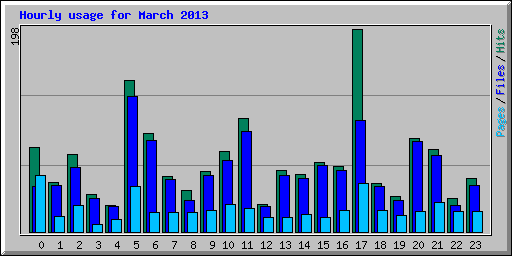 Hourly usage for March 2013
198
Pages / Files / Hits
0 1 2 3 4 5 6 7 8 9 10 11 12 13 14 15 16 17 18 19 20 21 22 23